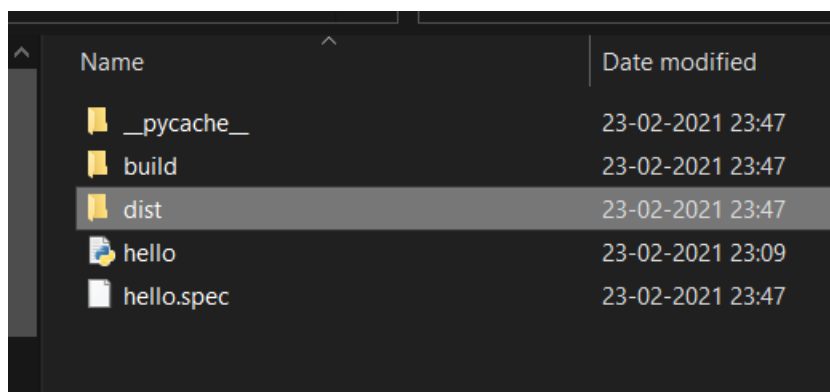 Name Date modified
__pycache__ 23-02-2021 23:47
build 23-02-2021 23:47
dist 23-02-2021 23:47
hello 23-02-2021 23:09
hello.spec 23-02-2021 23:47